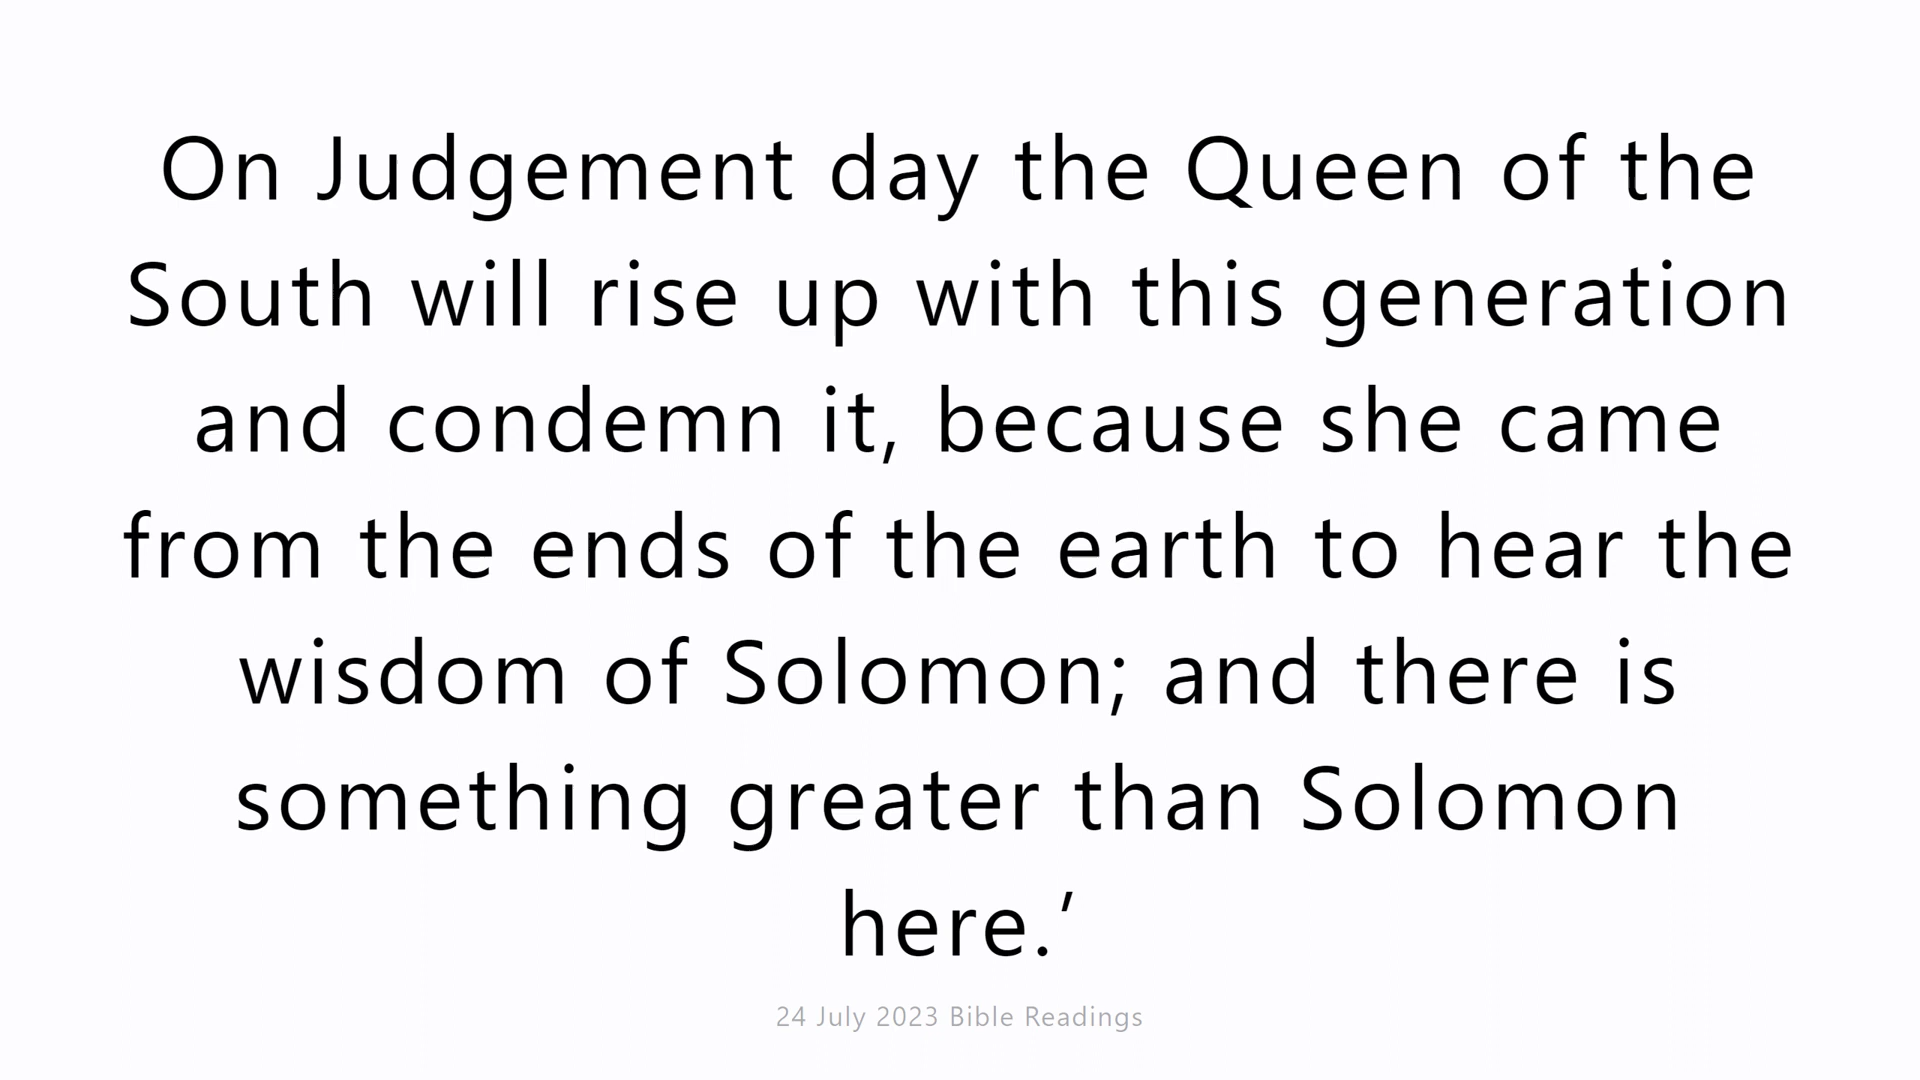 On Judgement day the Queen of the
South will rise up with this generation
and condemn it, because she came
from the ends of the earth to hear the
wisdom of Solomon; and there is
something greater than Solomon
here.’
24 July 2023 Bible Readings